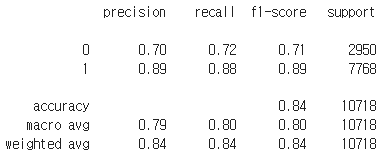 precision recall f1-score support
0 0.70 0.72 0.71 2950
1 0.89 0.88 0.89 7768
accuracy 0.84 10718
macro avg 0.79 0.80 0.80 10718
weighted avg 0.84 0.84 0.84 10718